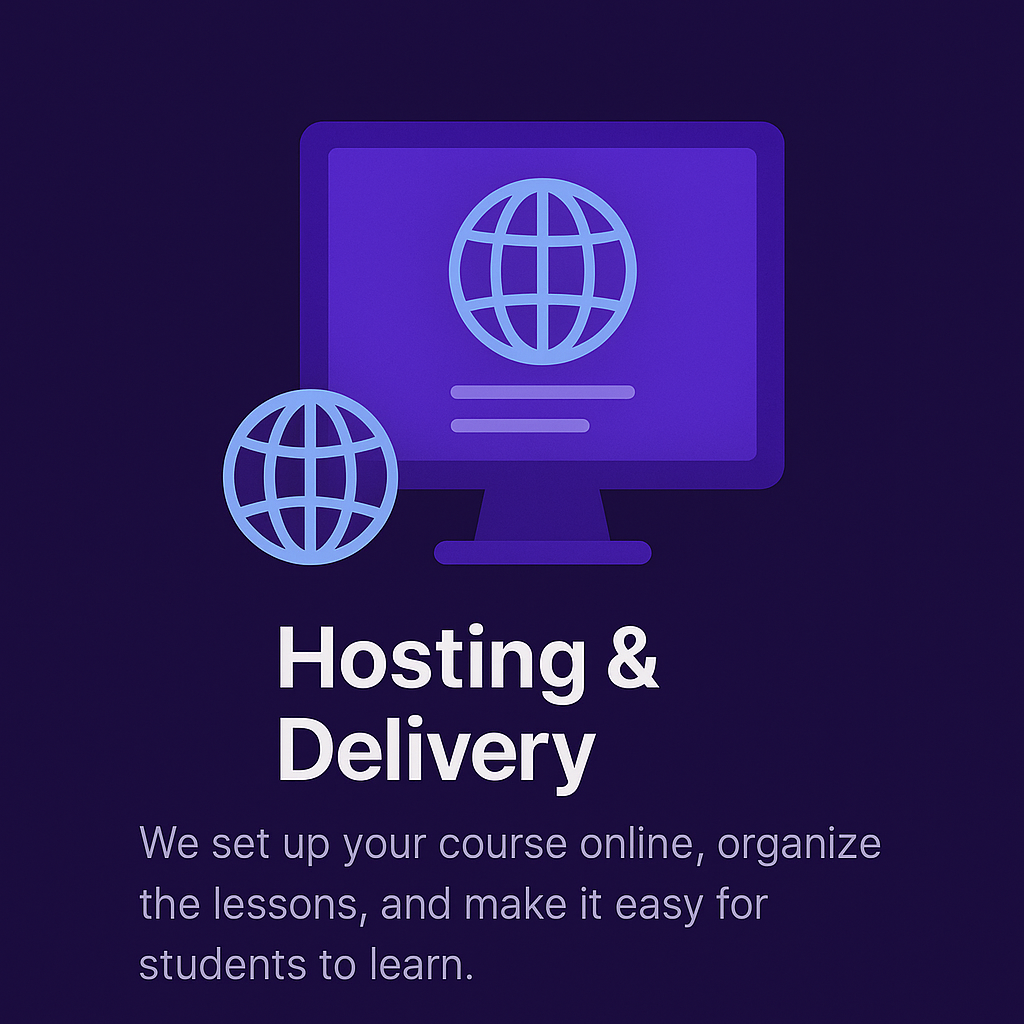 Hosting &
Delivery
We set up your course online, organize
the lessons, and make it easy for
students to learn.